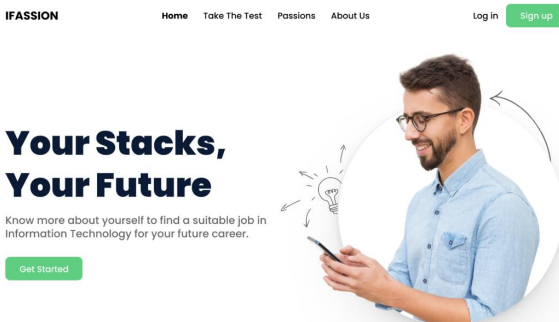 IFASSION
Home Take The Test Passions About Us
Log in Sign up
Your Stacks,
Your Future
Know more about yourself to find a suitable job in
Information Technology for your future career.
Get Started